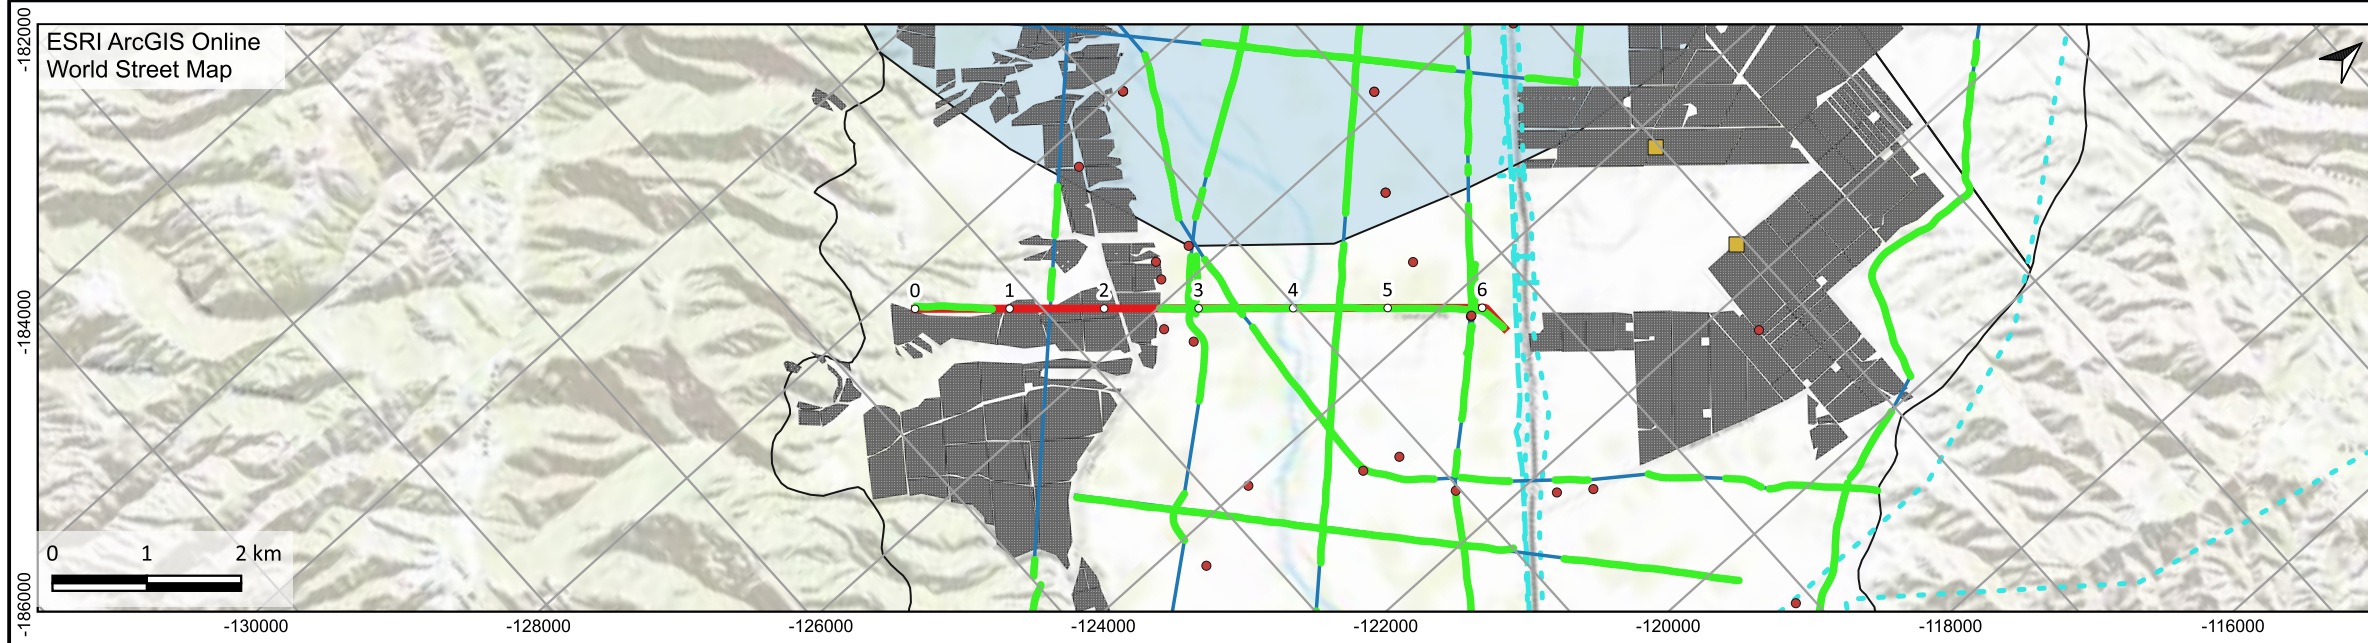 ESRI ArcGIS Online
World Street Map
-182000
-184000
-186000
0 1 2 3 4 5 6
0 1 2 km
-130000 -128000 -126000 -124000 -122000 -120000 -118000 -116000